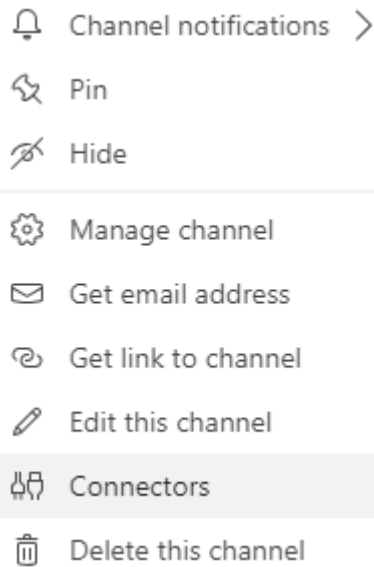 Channel notifications
Pin
Hide
Manage channel
Get email address
Get link to channel
Edit this channel
Connectors
Delete this channel